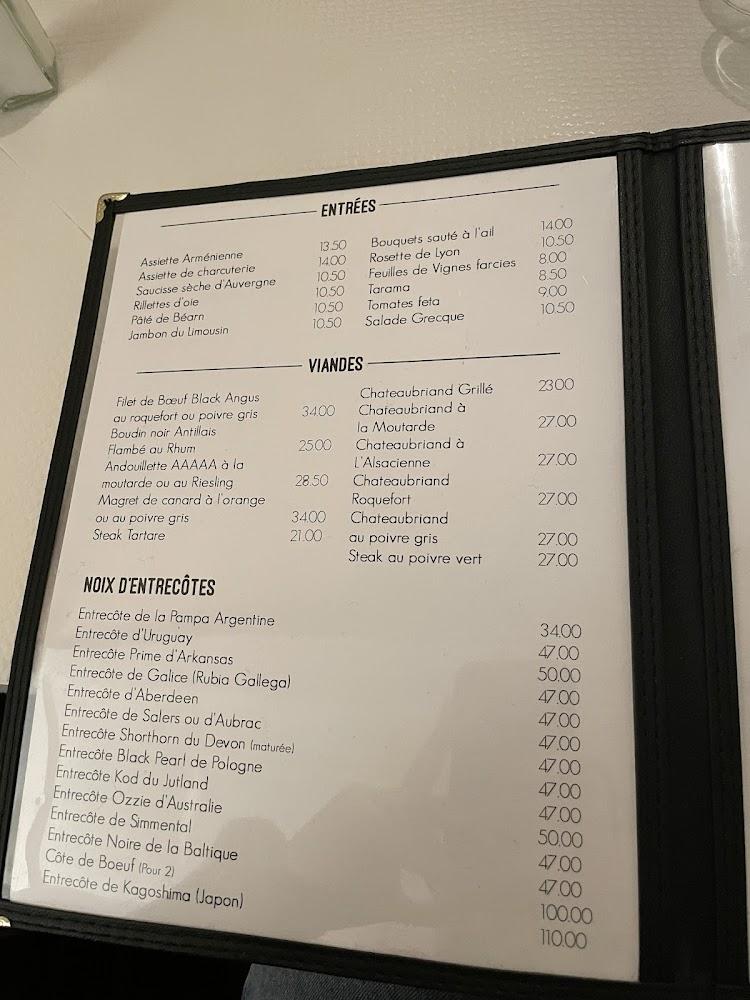 ENTRÉES
Assiette Arménienne 13.50
Assiette de charcuterie 14.00
Saucisse sèche d'Auvergne 10.50
Rillettes d'oie 10.50
Pâté de Béarn 10.50
Jambon du Limousin 10.50
Bouquets sauté à l'ail 14.00
Rosette de Lyon 10.50
Feuilles de Vignes farcies 8.00
Tarama 8.50
Tomates feta 9.00
Salade Grecque 10.50
VIANDES
Filet de Bœuf Black Angus
au roquefort ou poivre gris 34.00
Boudin noir Antillais
Flambé au Rhum 25.00
Andouillette AAAAA à la
moutarde ou au Riesling 28.50
Magret de canard à l'orange
ou au poivre gris 34.00
Steak Tartare 21.00
Chateaubriand Grillé 23.00
Chateaubriand à
la Moutarde 27.00
Chateaubriand à
L'Alsacienne 27.00
Chateaubriand
Roquefort 27.00
Chateaubriand
au poivre gris 27.00
Steak au poivre vert 27.00
NOIX D'ENTRECÔTES
Entrecôte de la Pampa Argentine 34.00
Entrecôte d'Uruguay 47.00
Entrecôte Prime d'Arkansas 50.00
Entrecôte de Galice (Rubia Gallega) 47.00
Entrecôte d'Aberdeen 47.00
Entrecôte de Salers ou d'Aubrac 47.00
Entrecôte Shorthorn du Devon (maturée) 47.00
Entrecôte Black Pearl de Pologne 47.00
Entrecôte Kod du Jutland 47.00
Entrecôte Ozzie d'Australie 50.00
Entrecôte de Simmental 47.00
Entrecôte Noire de la Baltique 47.00
Côte de Boeuf (Pour 2) 100.00
Entrecôte de Kagoshima (Japon) 110.00